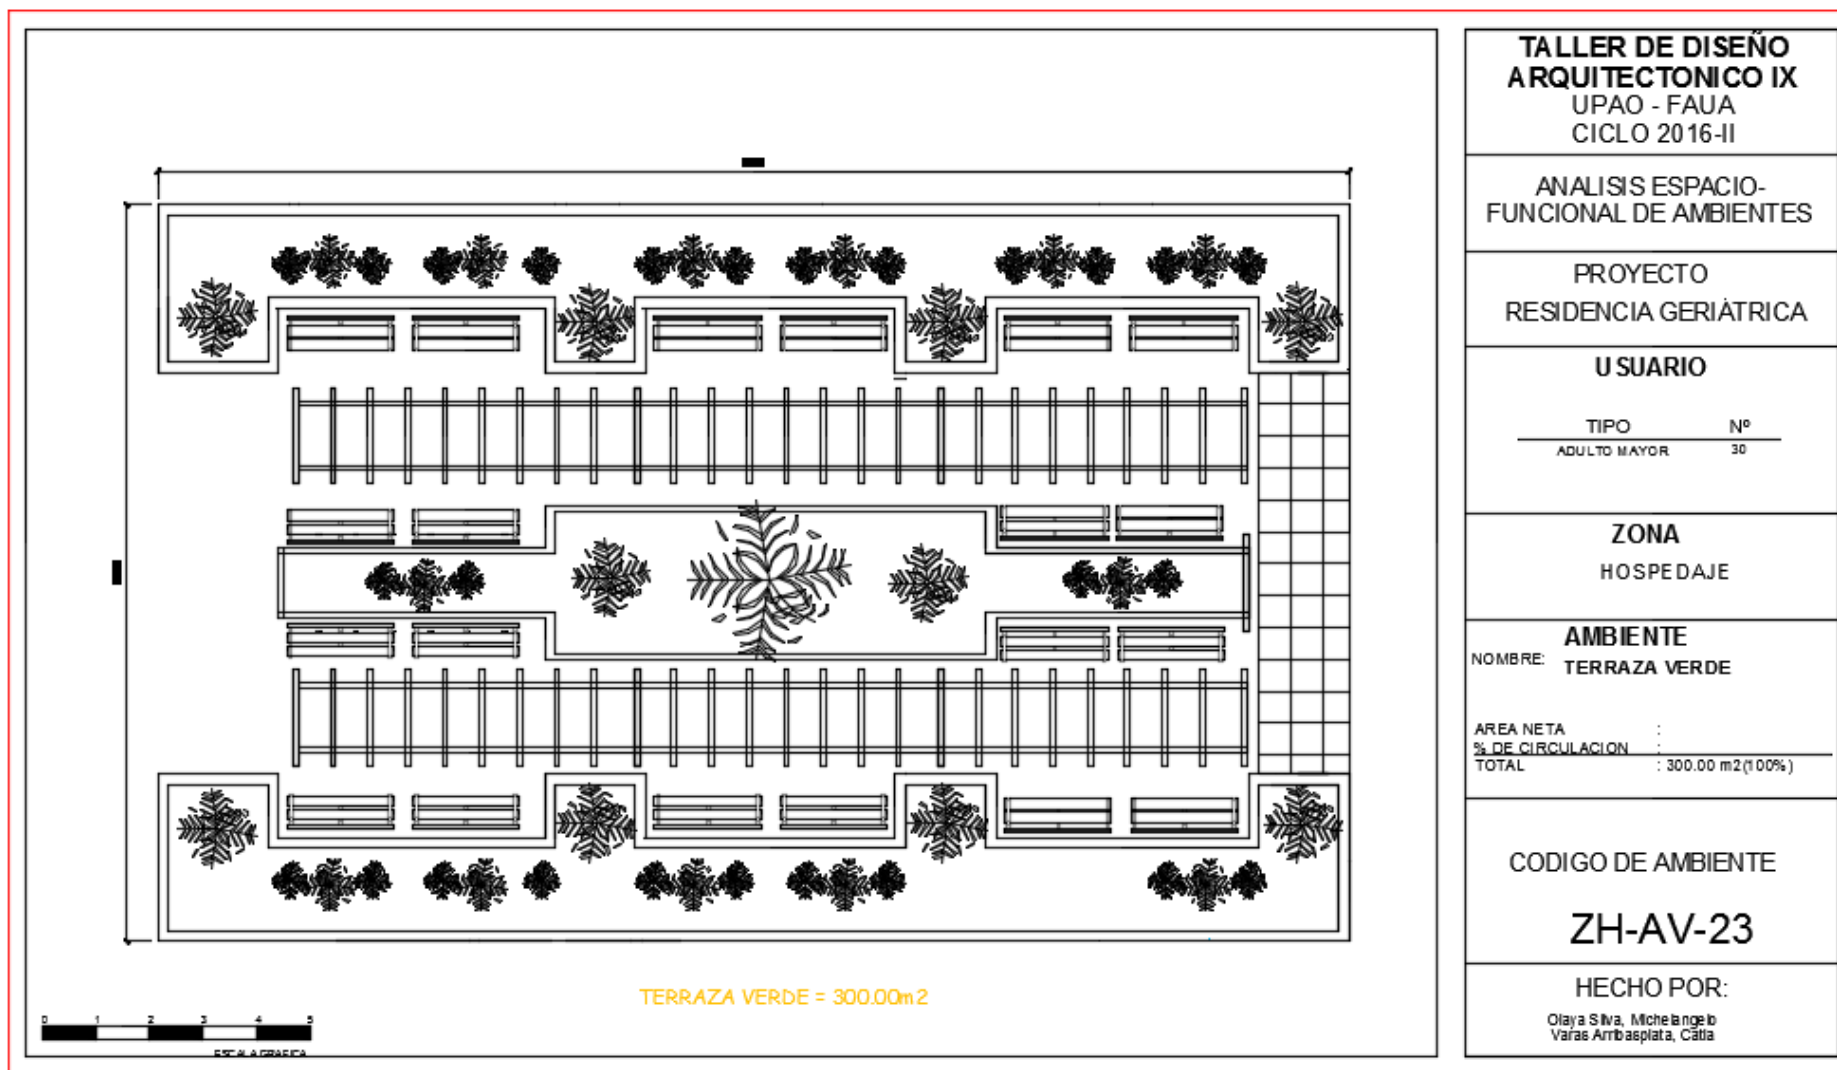 TALLER DE DISEÑO
ARQUITECTONICO IX
UPAO - FAUA
CICLO 2016-II
ANALISIS ESPACIO-
FUNCIONAL DE AMBIENTES
PROYECTO
RESIDENCIA GERIÁTRICA
USUARIO
TIPO Nº
ADULTO MAYOR 30
ZONA
HOSPEDAJE
AMBIENTE
NOMBRE: TERRAZA VERDE
AREA NETA :
% DE CIRCULACION :
TOTAL : 300.00 m2(100%)
CODIGO DE AMBIENTE
ZH-AV-23
HECHO POR:
Olaya Silva, Michelangelo
Varas Arribasplata, Catia
TERRAZA VERDE = 300.00m2
0 1 2 3 4 5
ESCALA GRAFICA